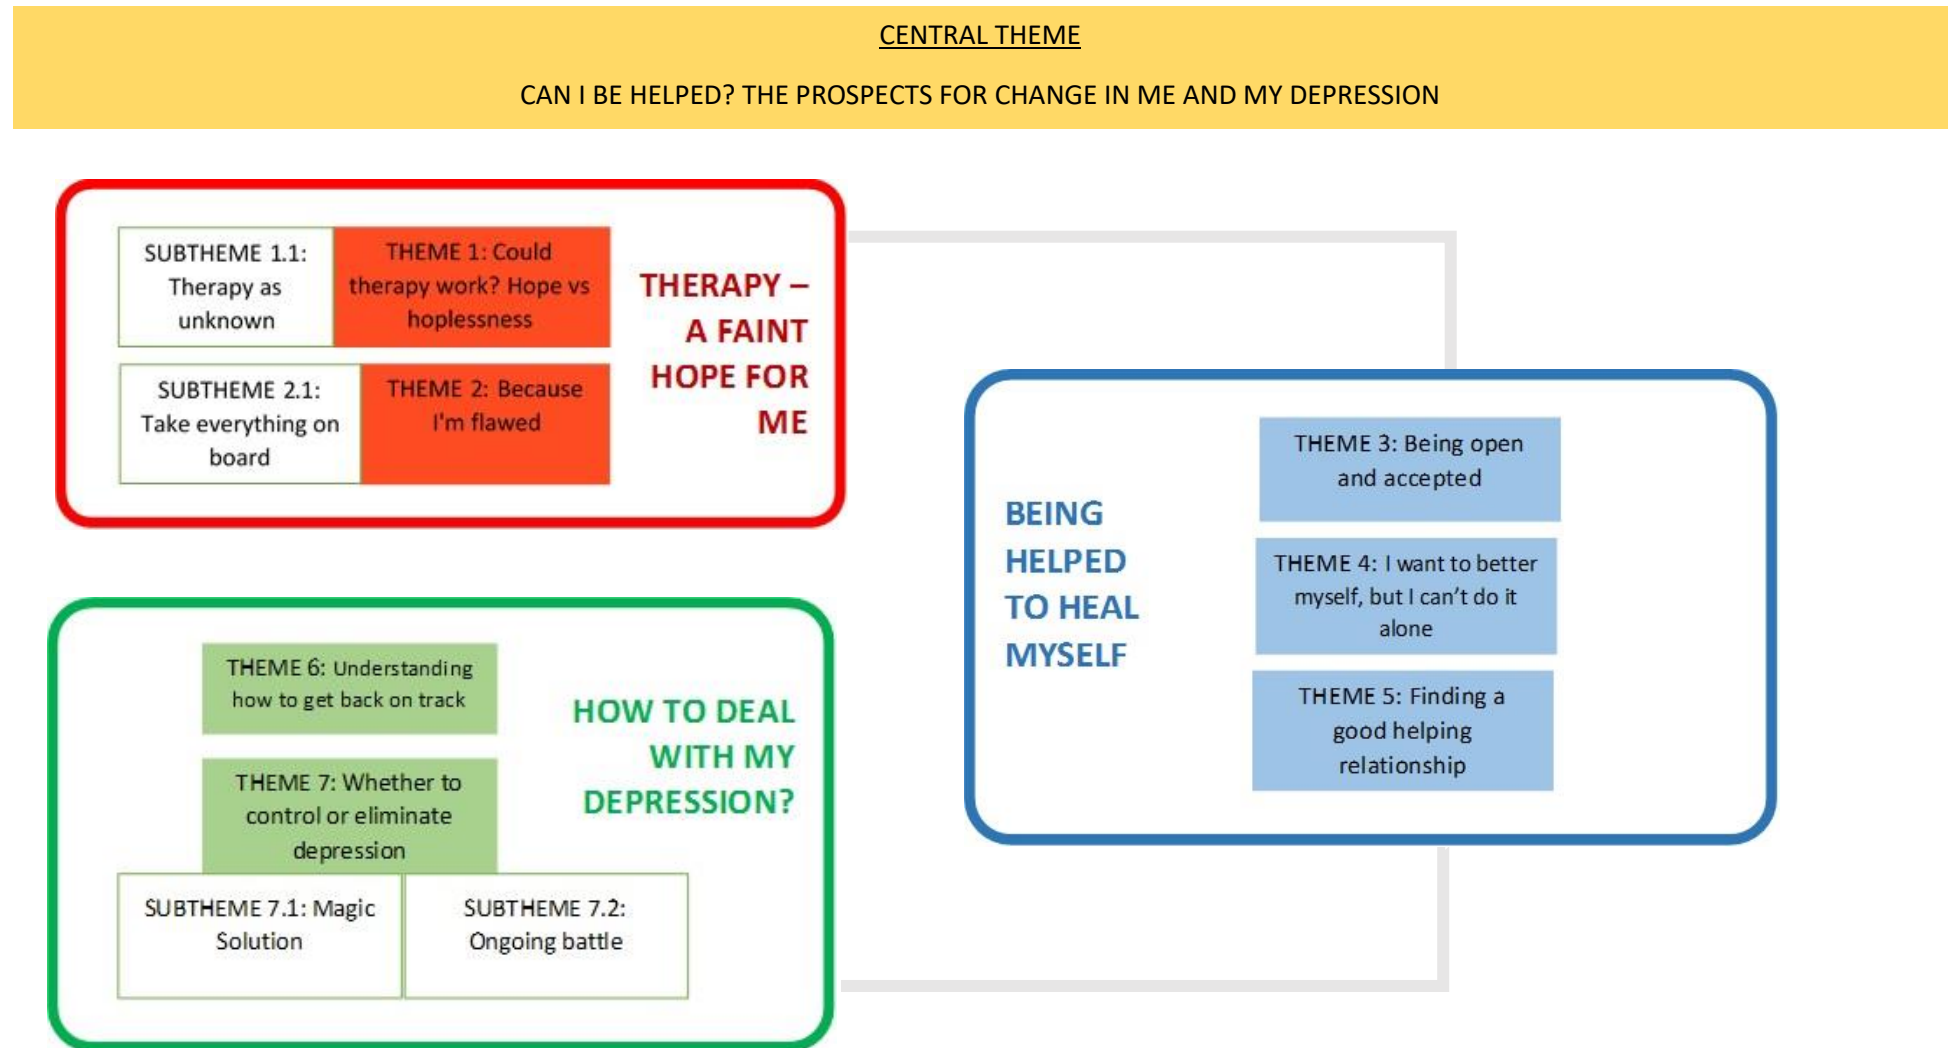 CENTRAL THEME
CAN I BE HELPED? THE PROSPECTS FOR CHANGE IN ME AND MY DEPRESSION
SUBTHEME 1.1:
Therapy as
unknown
THEME 1: Could
therapy work? Hope vs
hoplessness
SUBTHEME 2.1:
Take everything on
board
THEME 2: Because
I'm flawed
THERAPY –
A FAINT
HOPE FOR
ME
BEING
HELPED
TO HEAL
MYSELF
THEME 3: Being open
and accepted
THEME 4: I want to better
myself, but I can’t do it
alone
THEME 5: Finding a
good helping
relationship
THEME 6: Understanding
how to get back on track
THEME 7: Whether to
control or eliminate
depression
SUBTHEME 7.1: Magic
Solution
SUBTHEME 7.2:
Ongoing battle
HOW TO DEAL
WITH MY
DEPRESSION?